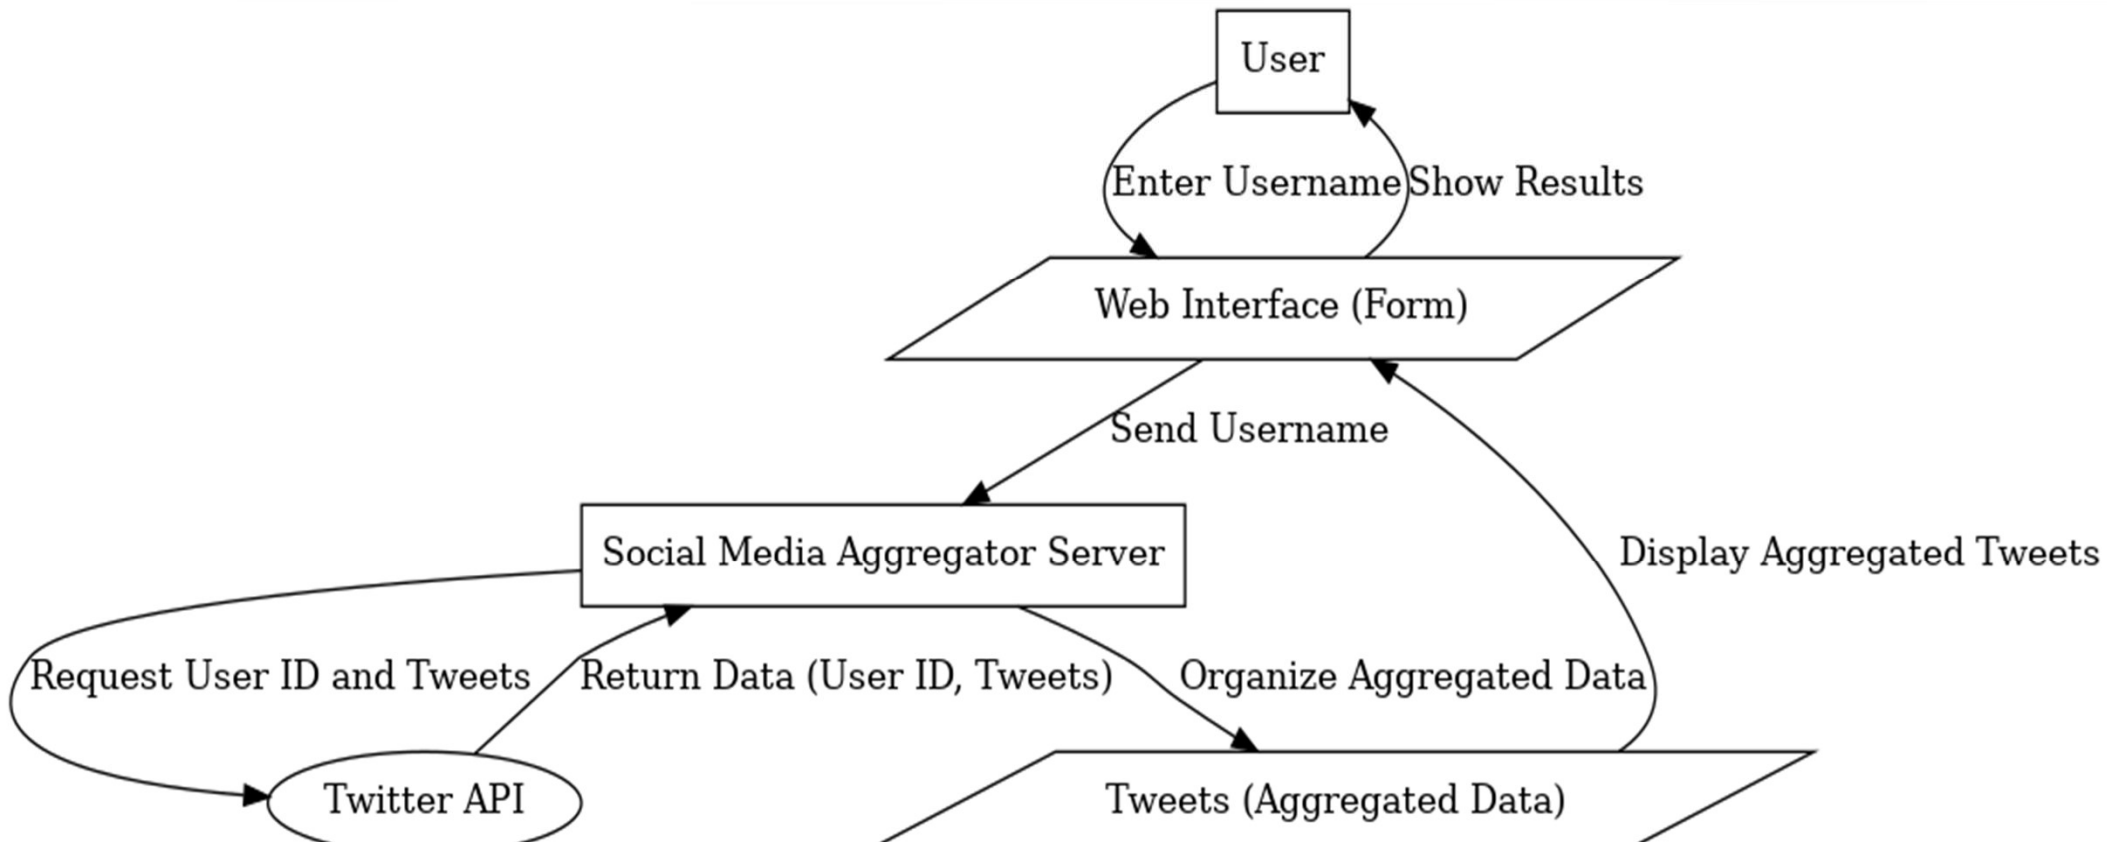 User
Enter Username
Show Results
Web Interface (Form)
Send Username
Social Media Aggregator Server
Display Aggregated Tweets
Request User ID and Tweets
Return Data (User ID, Tweets)
Organize Aggregated Data
Twitter API
Tweets (Aggregated Data)